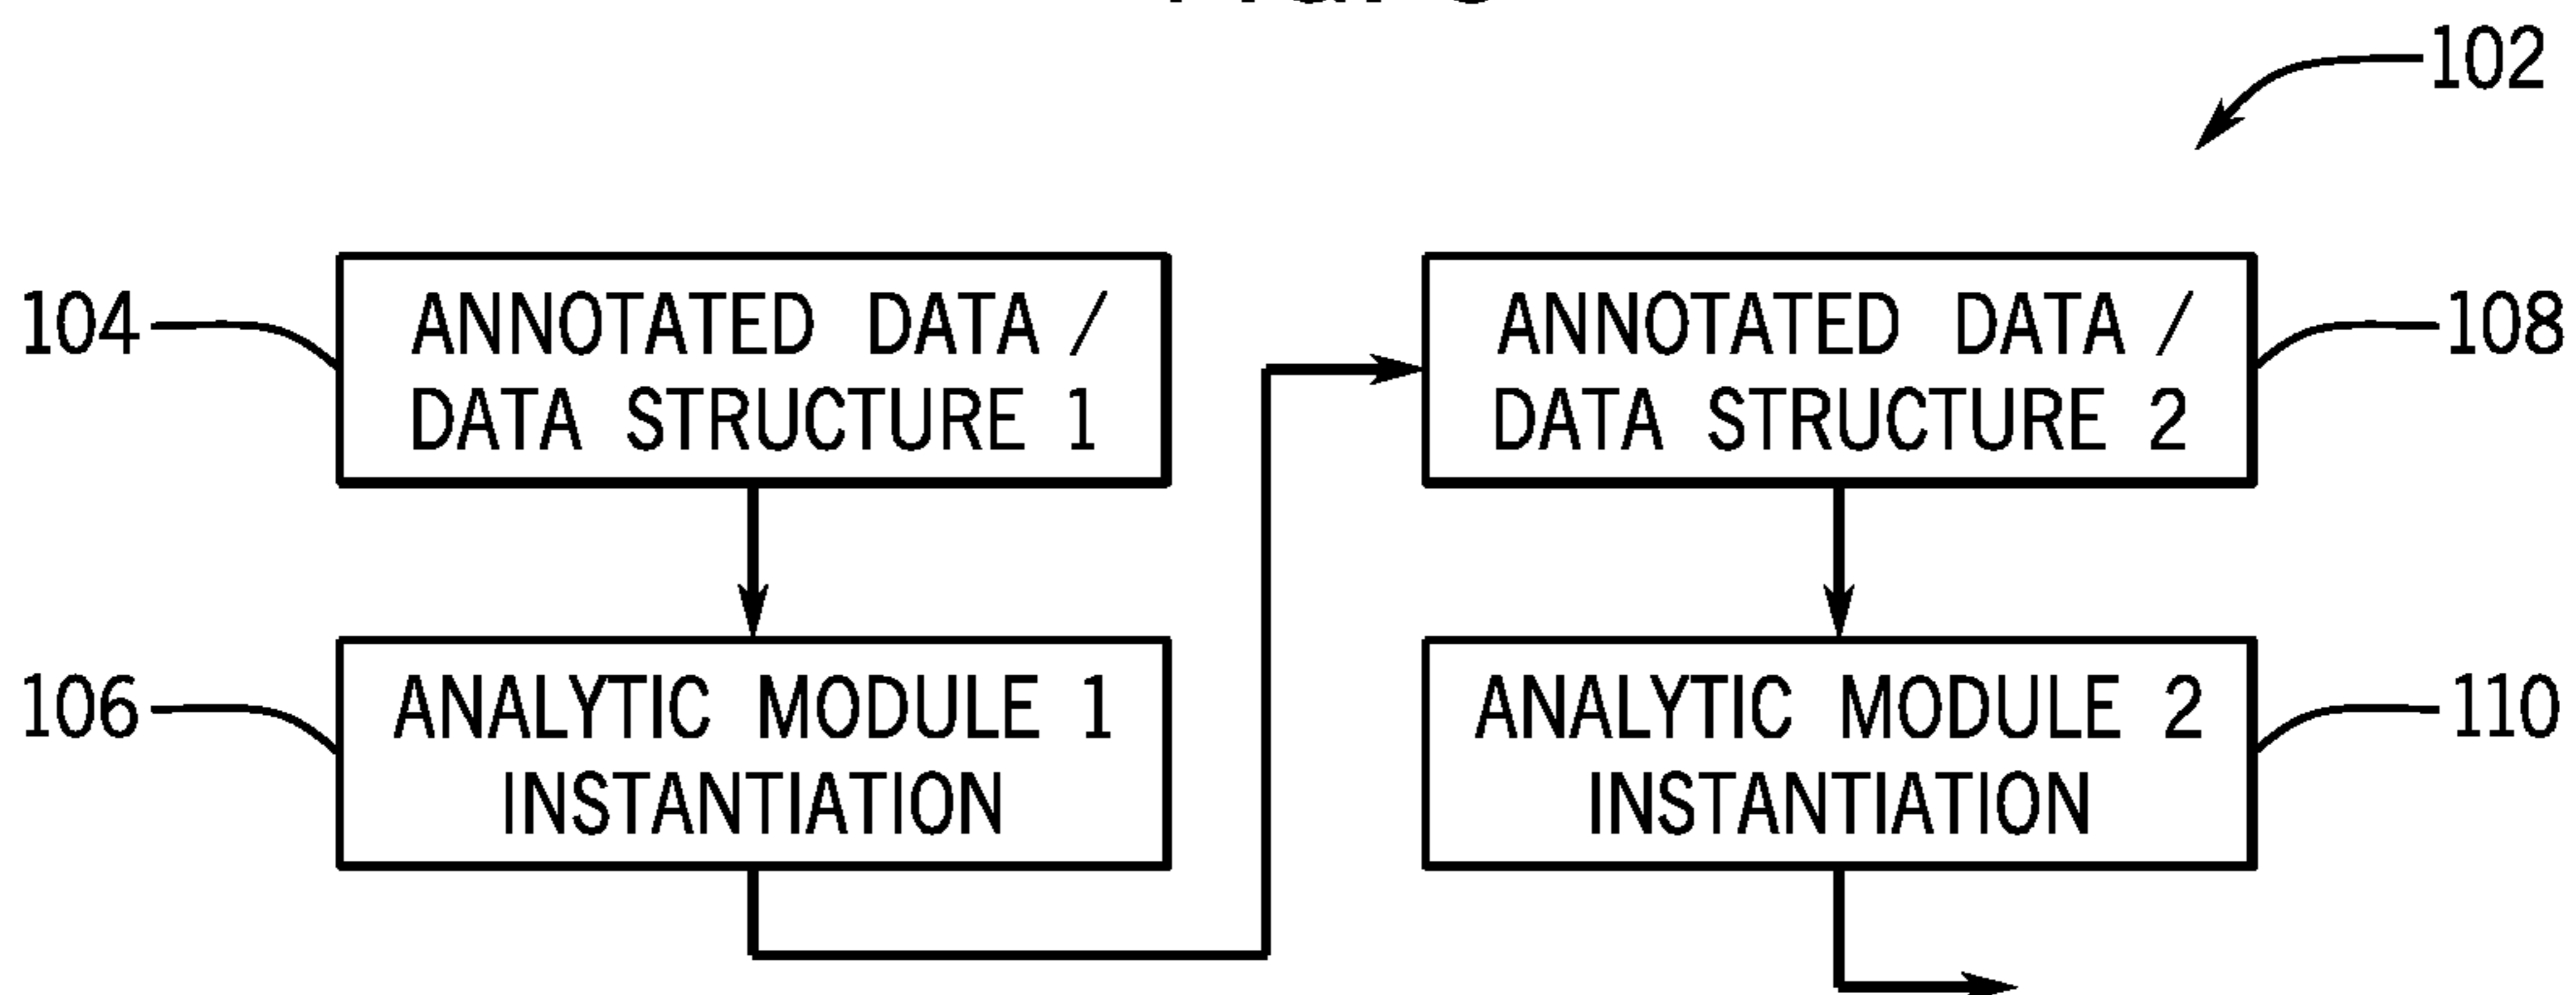 102
104
ANNOTATED DATA /
DATA STRUCTURE 1
ANNOTATED DATA /
DATA STRUCTURE 2
108
106
ANALYTIC MODULE 1
INSTANTIATION
ANALYTIC MODULE 2
INSTANTIATION
110